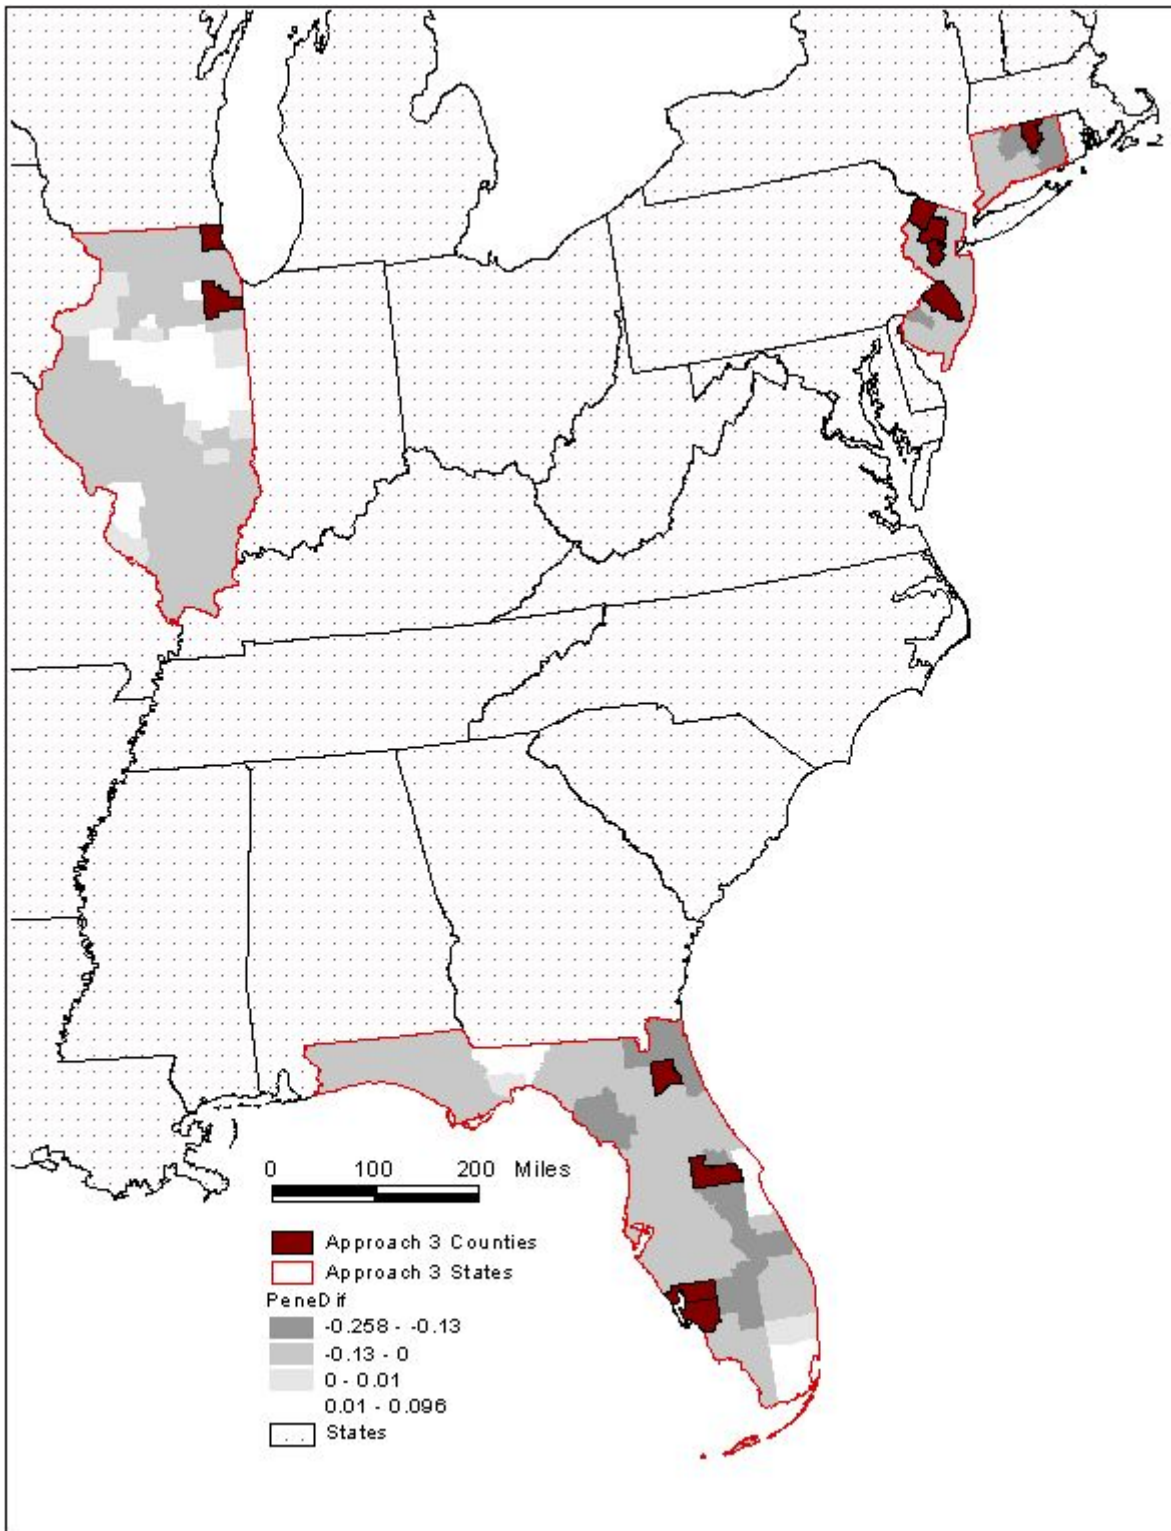 0 100 200 Miles
Approach 3 Counties
Approach 3 States
PeneDif
-0.258 - -0.13
-0.13 - 0
0 - 0.01
0.01 - 0.096
States